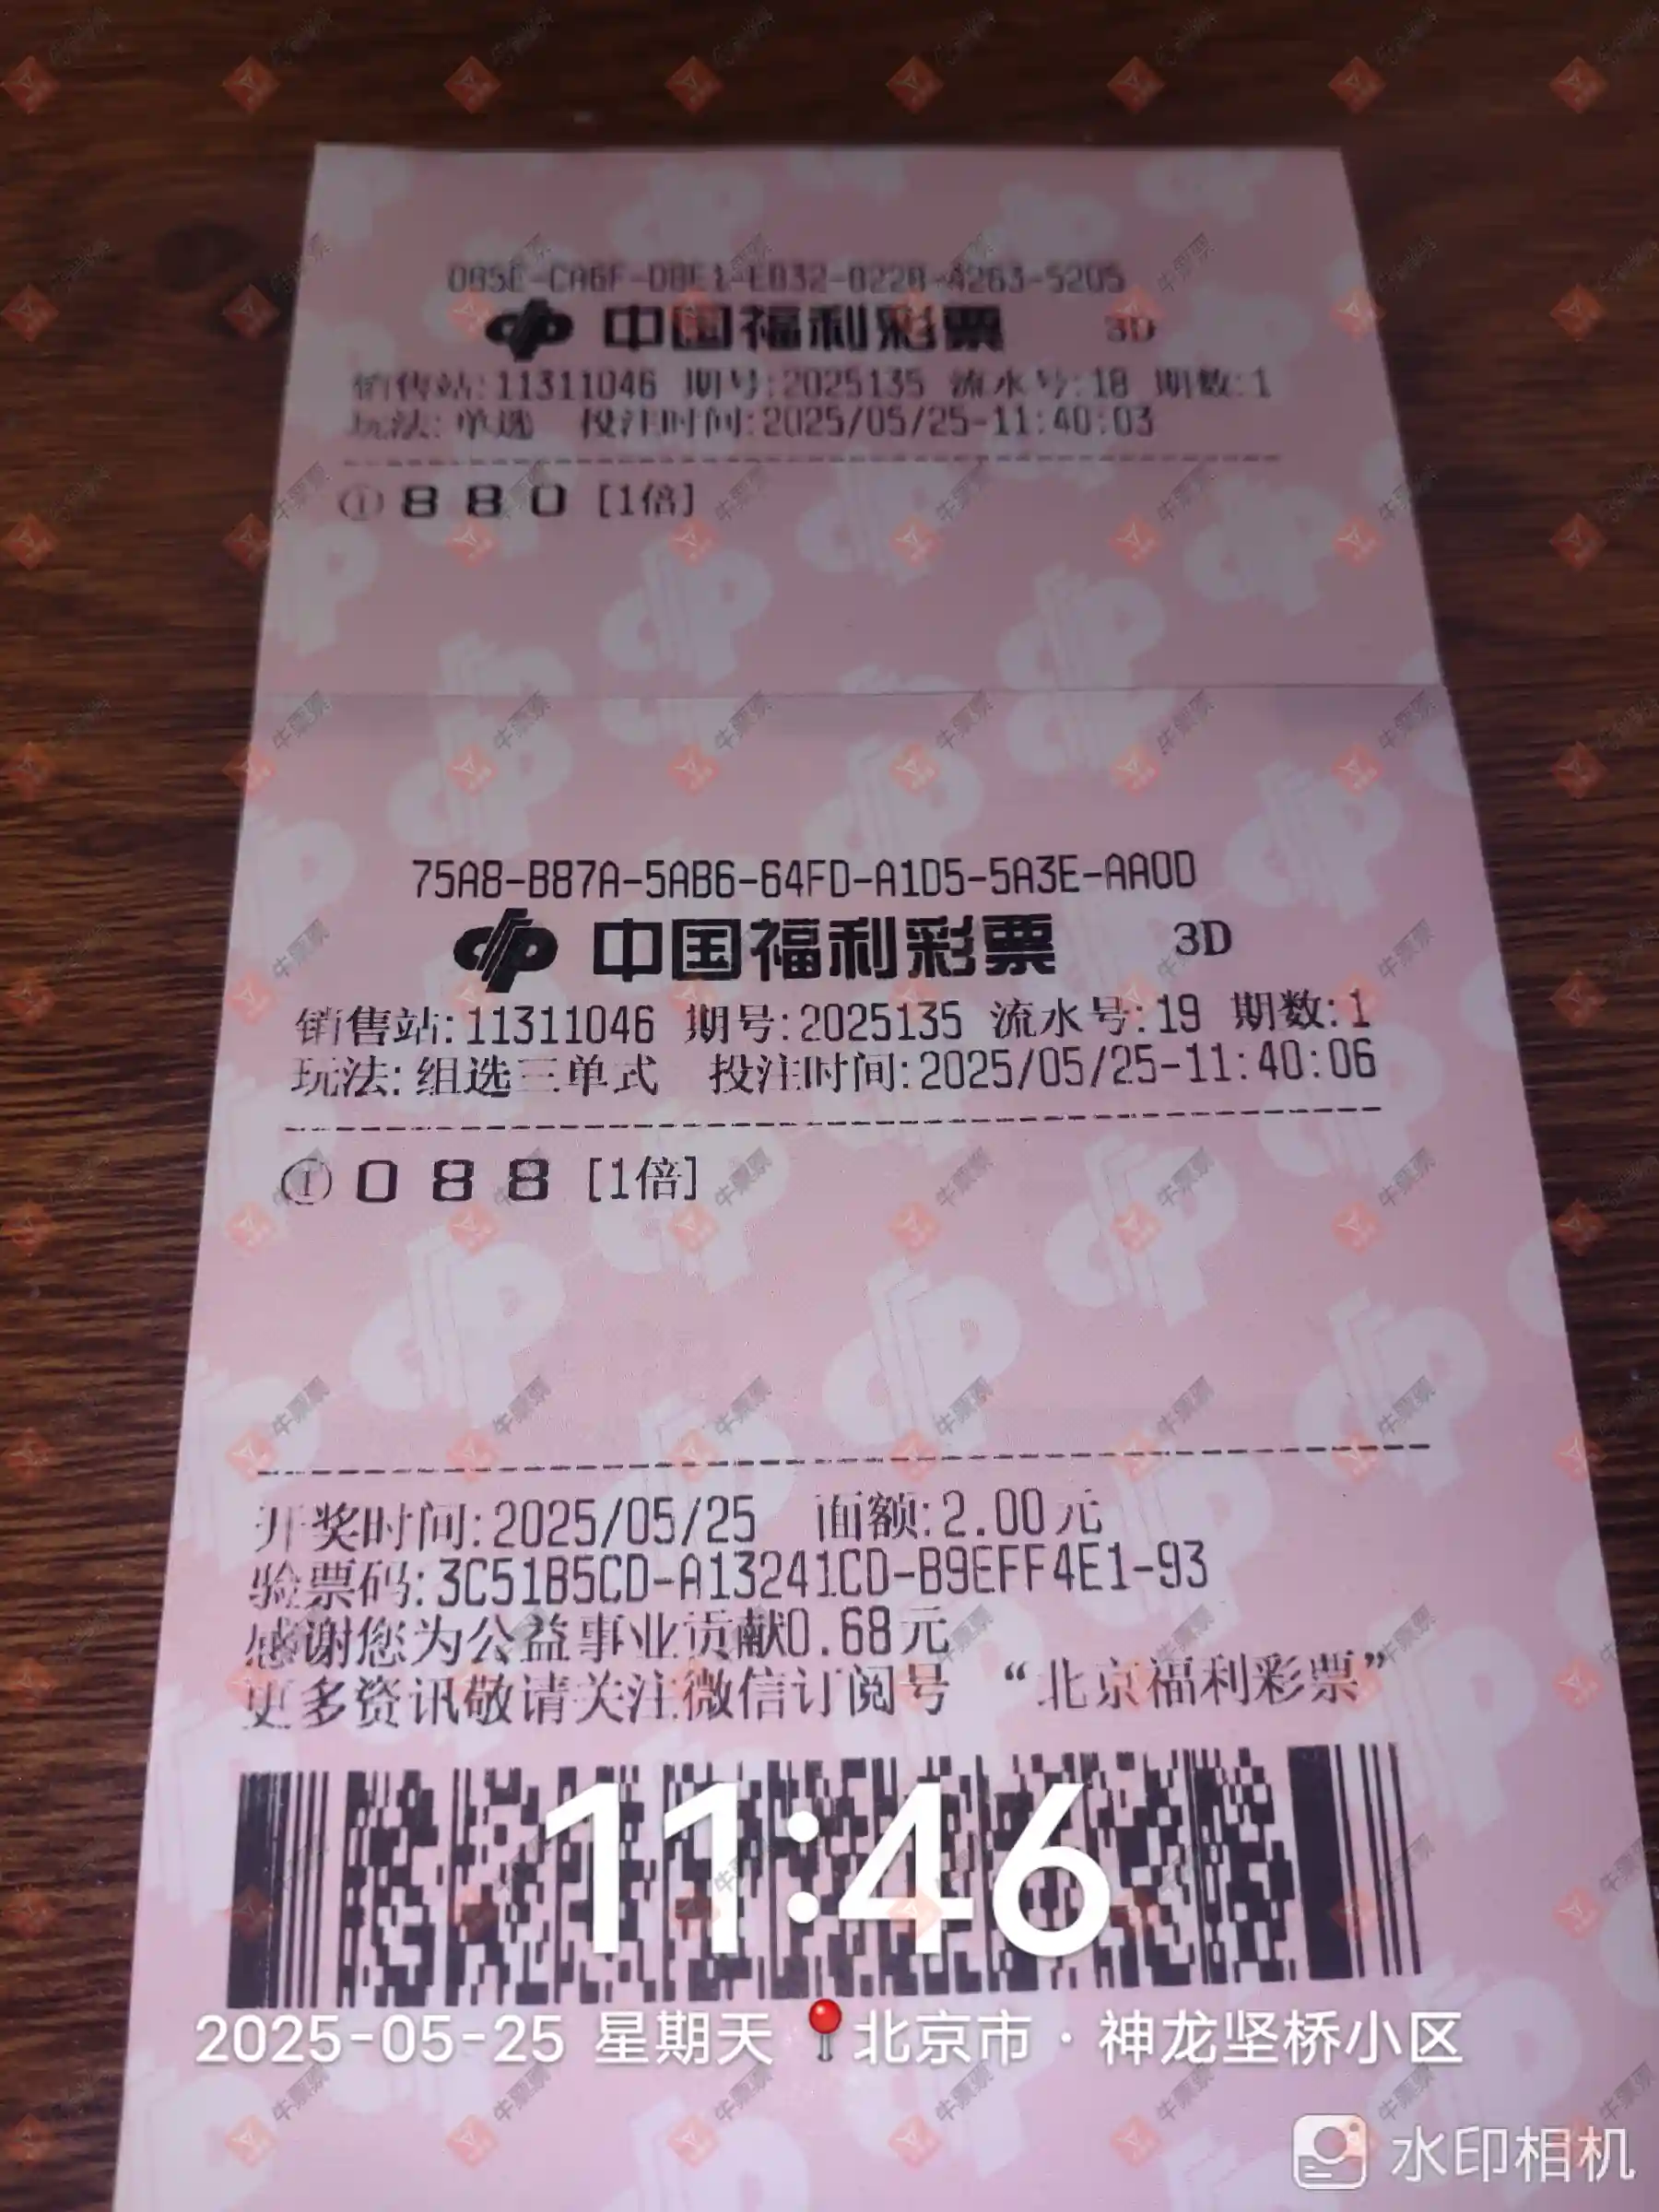 085E-CA6F-D8E1-E032-022B-4263-5205
中国福利彩票 3D
销售站:11311046 期号:2025135 流水号:18 期数:1
玩法:单选 投注时间:2025/05/25-11:40:03
①880[1倍]
75A8-B87A-5AB6-64FD-A1D5-5A3E-AA0D
中国福利彩票 3D
销售站:11311046 期号:2025135 流水号:19 期数:1
玩法:组选三单式 投注时间:2025/05/25-11:40:06
①088[1倍]
开奖时间:2025/05/25 面额:2.00元
验票码:3C51B5CD-A13241CD-B9EFF4E1-93
感谢您为公益事业贡献0.68元
更多资讯敬请关注微信订阅号 “北京福利彩票”
11:46
2025-05-25 星期天 北京市·神龙坚桥小区
水印相机
牛票票